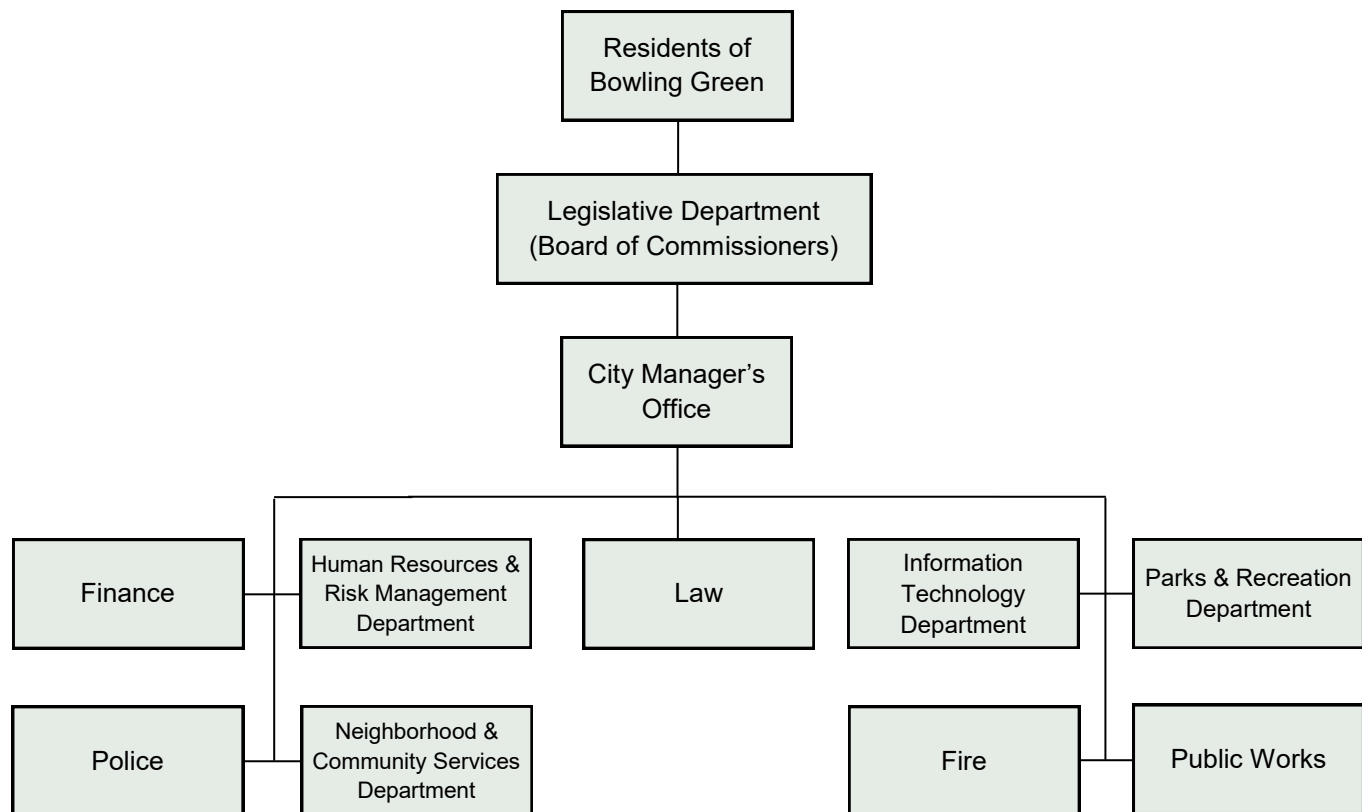 Residents of
Bowling Green
Legislative Department
(Board of Commissioners)
City Manager’s
Office
Finance
Human Resources &
Risk Management
Department
Law
Information
Technology
Department
Parks & Recreation
Department
Police
Neighborhood &
Community Services
Department
Fire
Public Works